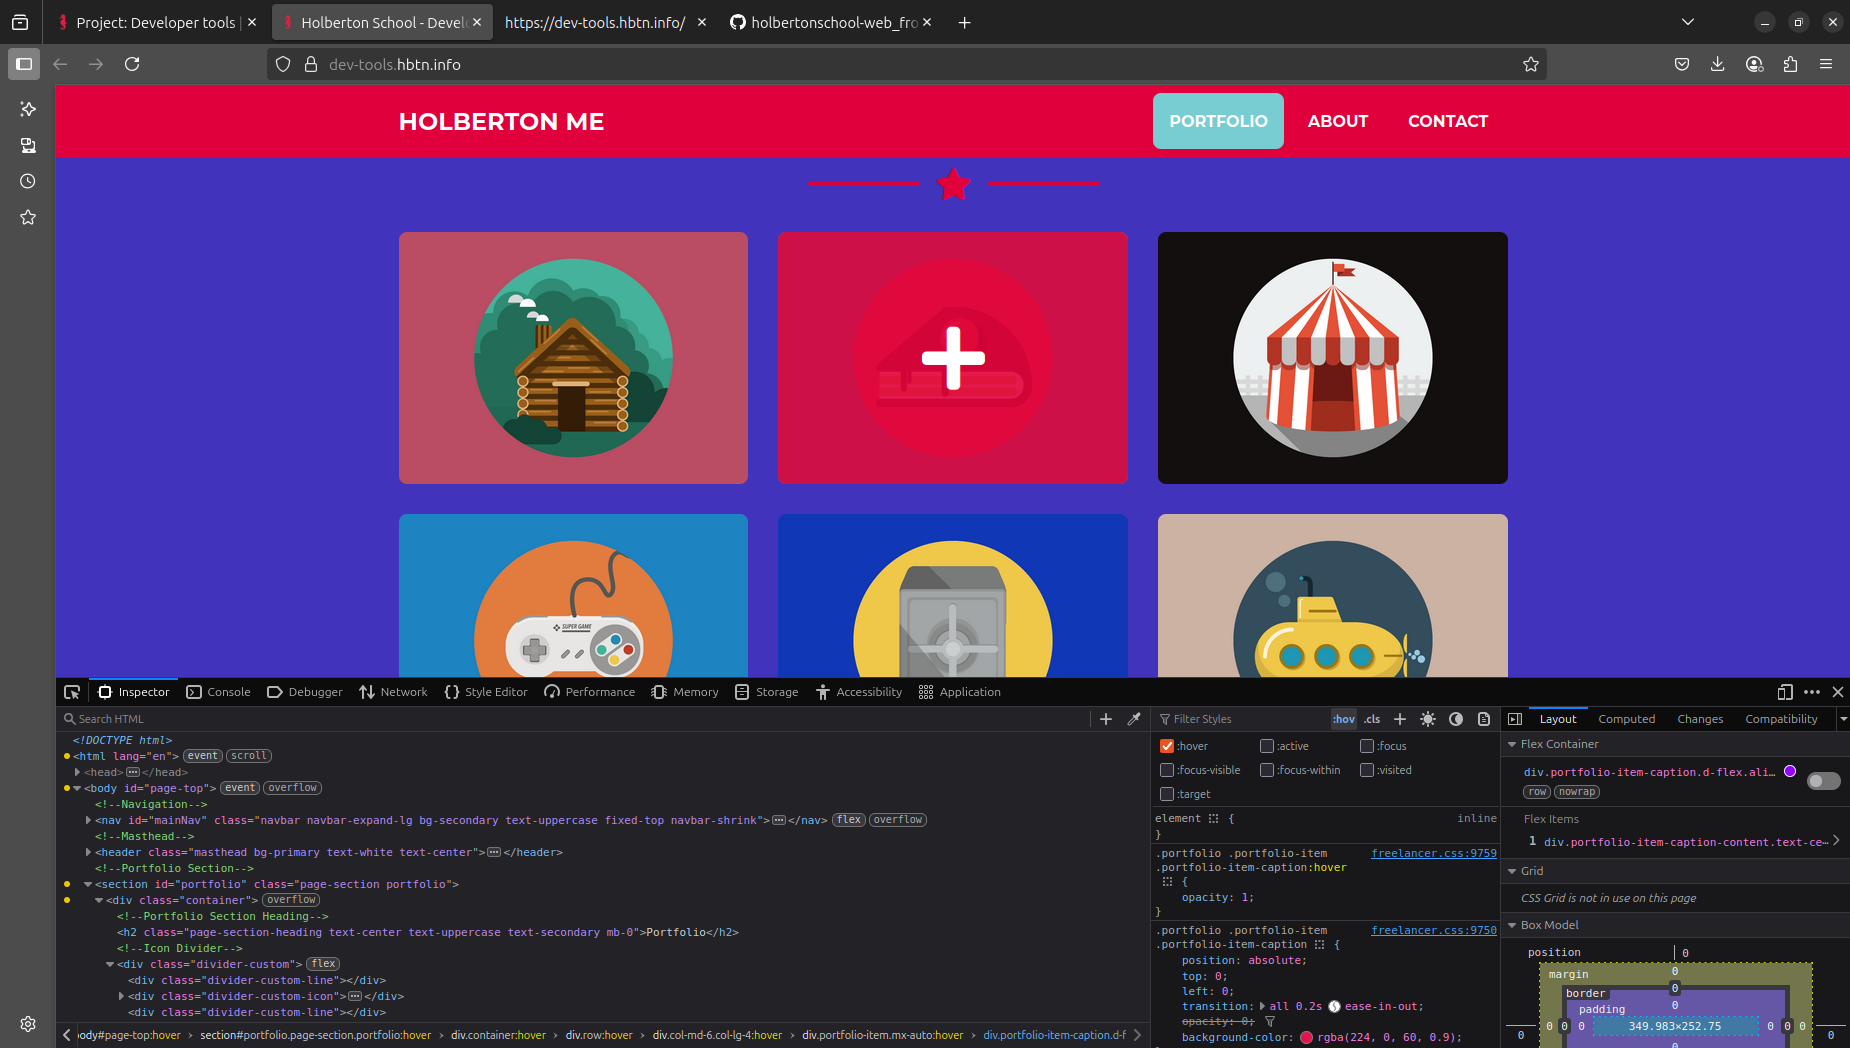 Project: Developer tools |
Holberton School - Devel
https://dev-tools.hbtn.info/
holbertonschool-web_fro
dev-tools.hbtn.info
HOLBERTON ME
PORTFOLIO
ABOUT
CONTACT
SUPER GAME
Inspector
Console
Debugger
Network
Style Editor
Performance
Memory
Storage
Accessibility
Application
Search HTML
<!DOCTYPE html>
<html lang="en"> event scroll
<head> </head>
<body id="page-top"> event overflow
<!--Navigation-->
<nav id="mainNav" class="navbar navbar-expand-lg bg-secondary text-uppercase fixed-top navbar-shrink"> </nav> flex overflow
<!--Masthead-->
<header class="masthead bg-primary text-white text-center"> </header>
<!--Portfolio Section-->
<section id="portfolio" class="page-section portfolio">
<div class="container"> overflow
<!--Portfolio Section Heading-->
<h2 class="page-section-heading text-center text-uppercase text-secondary mb-0">Portfolio</h2>
<!--Icon Divider-->
<div class="divider-custom"> flex
<div class="divider-custom-line"></div>
<div class="divider-custom-icon"> </div>
<div class="divider-custom-line"></div>
ody#page-top:hover > section#portfolio.page-section.portfolio:hover > div.container:hover > div.row:hover > div.col-md-6.col-lg-4:hover > div.portfolio-item.mx-auto:hover > div.portfolio-item-caption.d-f
Filter Styles
:hov .cls
:hover :active :focus
:focus-visible :focus-within :visited
:target
element { inline
}
.portfolio .portfolio-item freelancer.css:9759
.portfolio-item-caption:hover
{
opacity: 1;
}
.portfolio .portfolio-item freelancer.css:9750
.portfolio-item-caption {
position: absolute;
top: 0;
left: 0;
transition: all 0.2s ease-in-out;
opacity: 0;
background-color: rgba(224, 0, 60, 0.9);
Layout
Computed
Changes
Compatibility
Flex Container
div.portfolio-item-caption.d-flex.ali…
row nowrap
Flex Items
1 div.portfolio-item-caption-content.text-ce…
Grid
CSS Grid is not in use on this page
Box Model
position 0
margin 0
border 0
padding 0
0 0 0 0 349.983×252.75 0 0 0 0
0